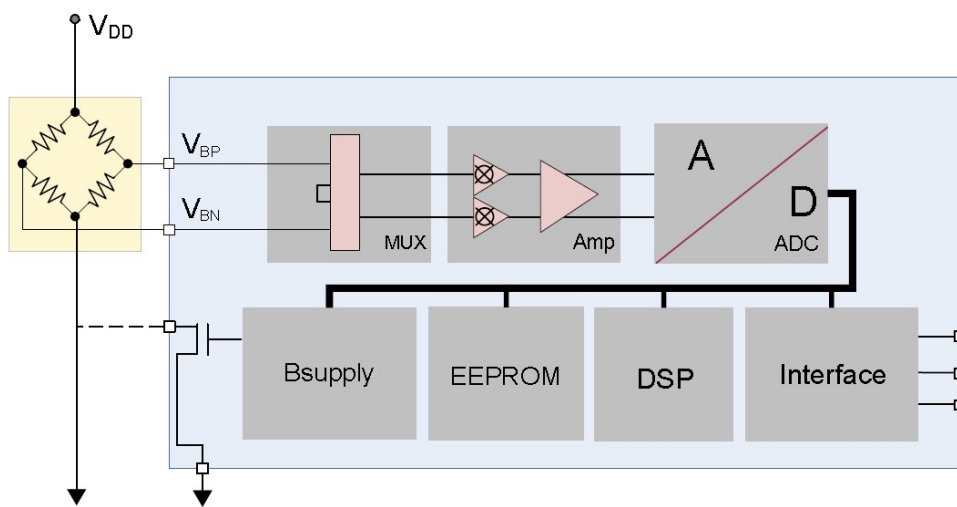 VDD
VBP
VBN
MUX
Amp
A
D
ADC
Bsupply
EEPROM
DSP
Interface